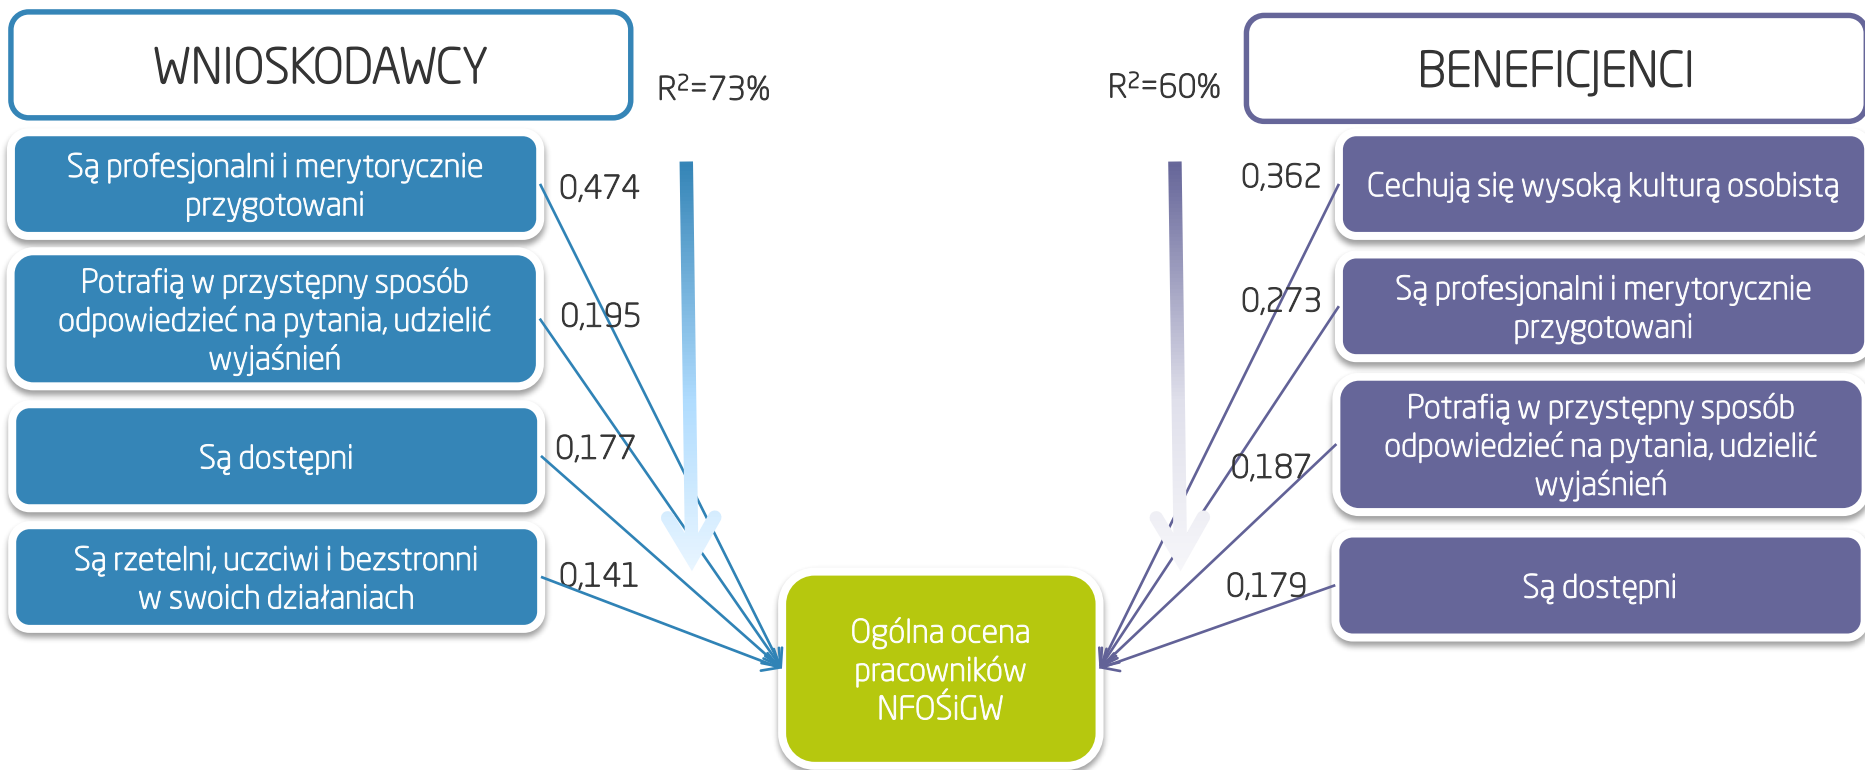 WNIOSKODAWCY
R²=73%
Są profesjonalni i merytorycznie
przygotowani
0,474
Potrafią w przystępny sposób
odpowiedzieć na pytania, udzielić
wyjaśnień
0,195
Są dostępni
0,177
Są rzetelni, uczciwi i bezstronni
w swoich działaniach
0,141
R²=60%
BENEFICJENCI
0,362
Cechują się wysoką kulturą osobistą
0,273
Są profesjonalni i merytorycznie
przygotowani
0,187
Potrafią w przystępny sposób
odpowiedzieć na pytania, udzielić
wyjaśnień
0,179
Są dostępni
Ogólna ocena
pracowników
NFOŚiGW